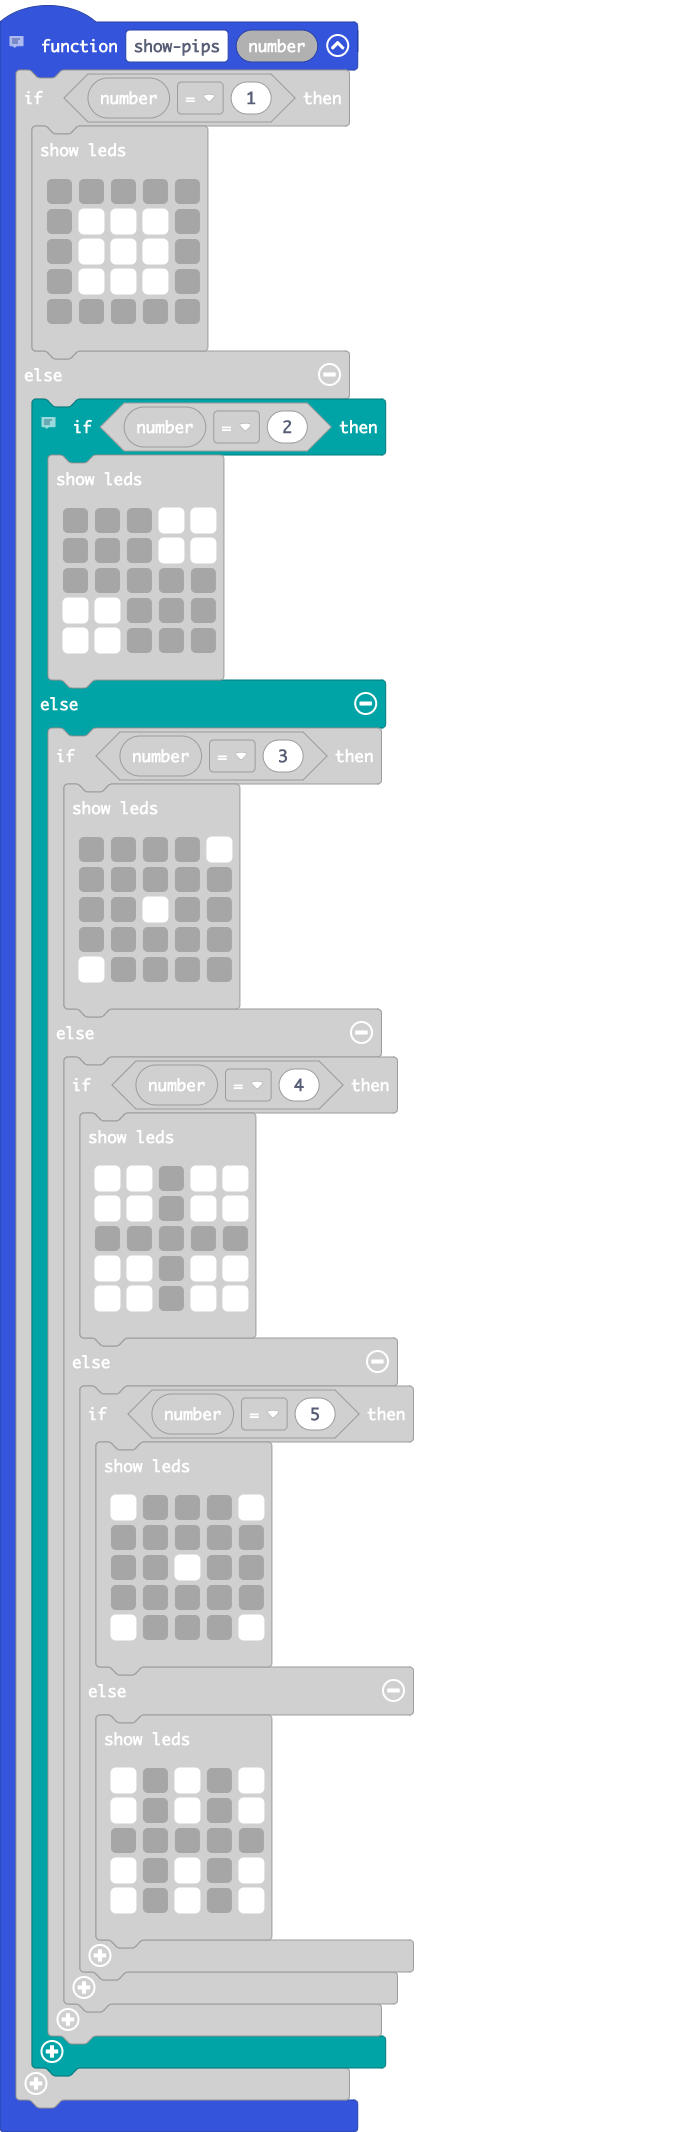 function show-pips number
if number = 1 then
show leds
else
if number = 2 then
show leds
else
if number = 3 then
show leds
else
if number = 4 then
show leds
else
if number = 5 then
show leds
else
show leds